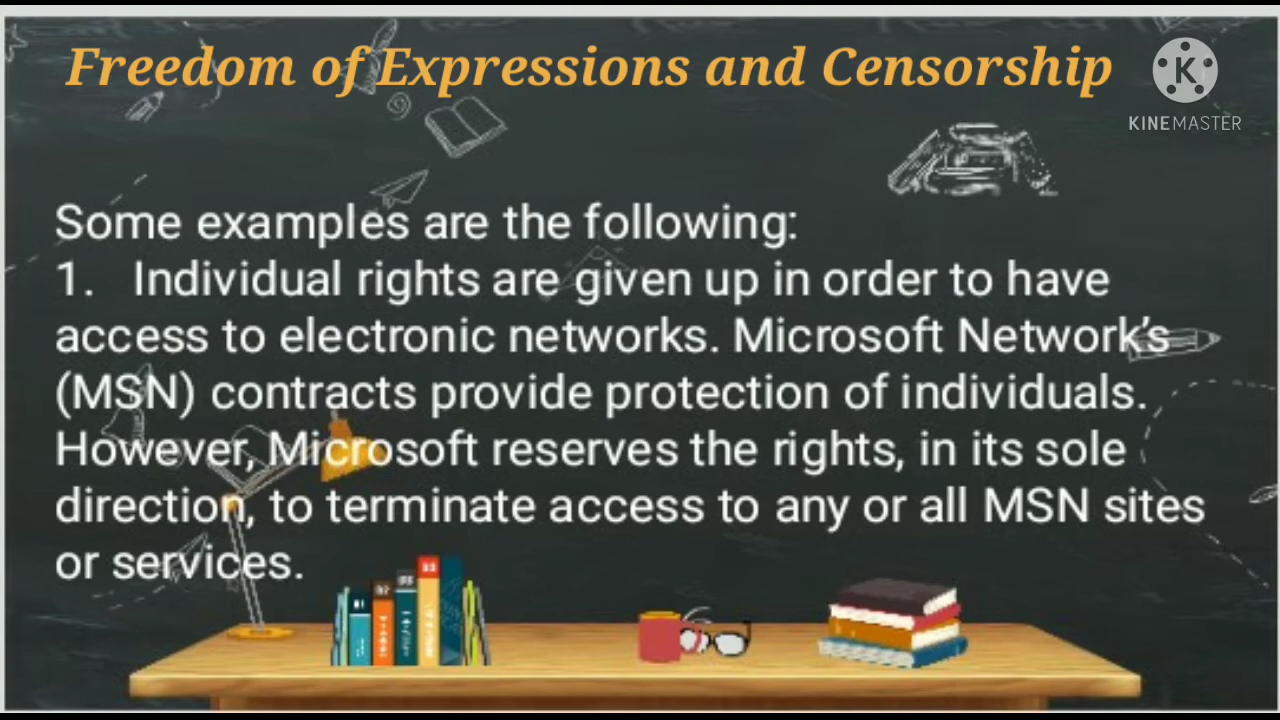 Freedom of Expressions and Censorship
KINEMASTER
Some examples are the following:
1. Individual rights are given up in order to have
access to electronic networks. Microsoft Network's
(MSN) contracts provide protection of individuals.
However, Microsoft reserves the rights, in its sole
direction, to terminate access to any or all MSN sites
or services.